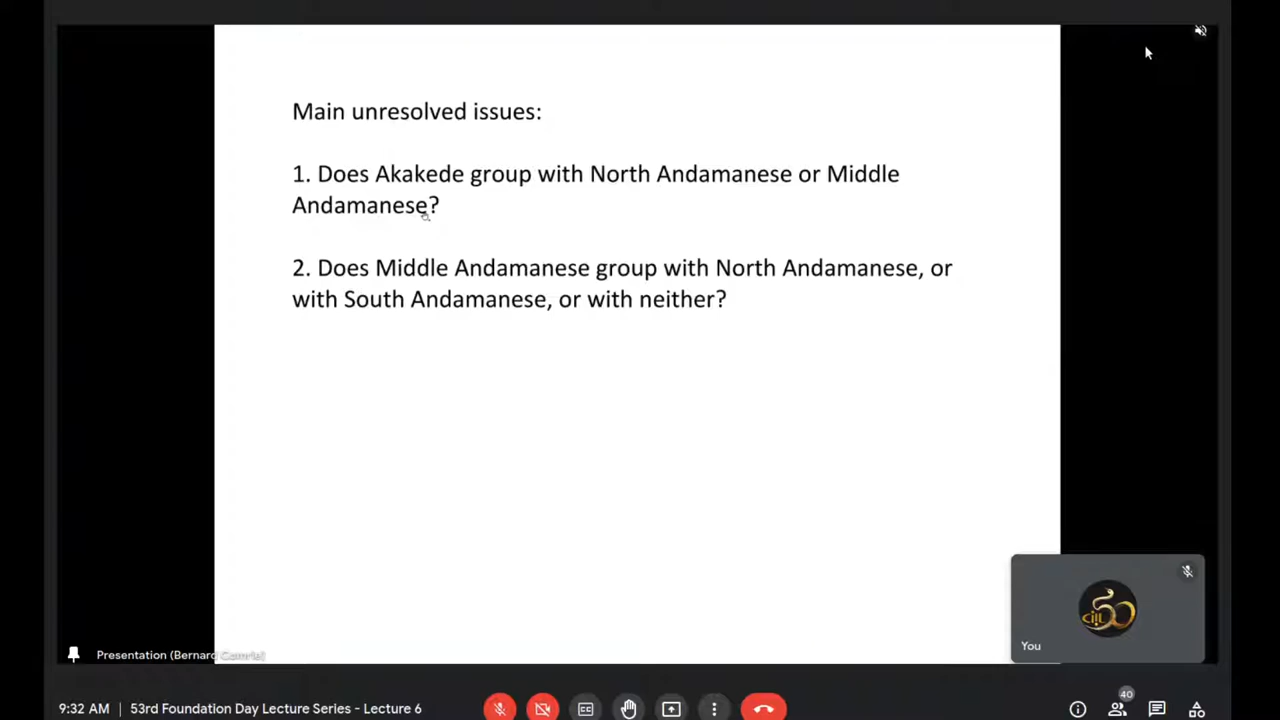 Main unresolved issues:
1. Does Akakede group with North Andamanese or Middle
Andamanese?
2. Does Middle Andamanese group with North Andamanese, or
with South Andamanese, or with neither?
50
You
Presentation (Bernard Comrie)
40
9:32 AM | 53rd Foundation Day Lecture Series - Lecture 6